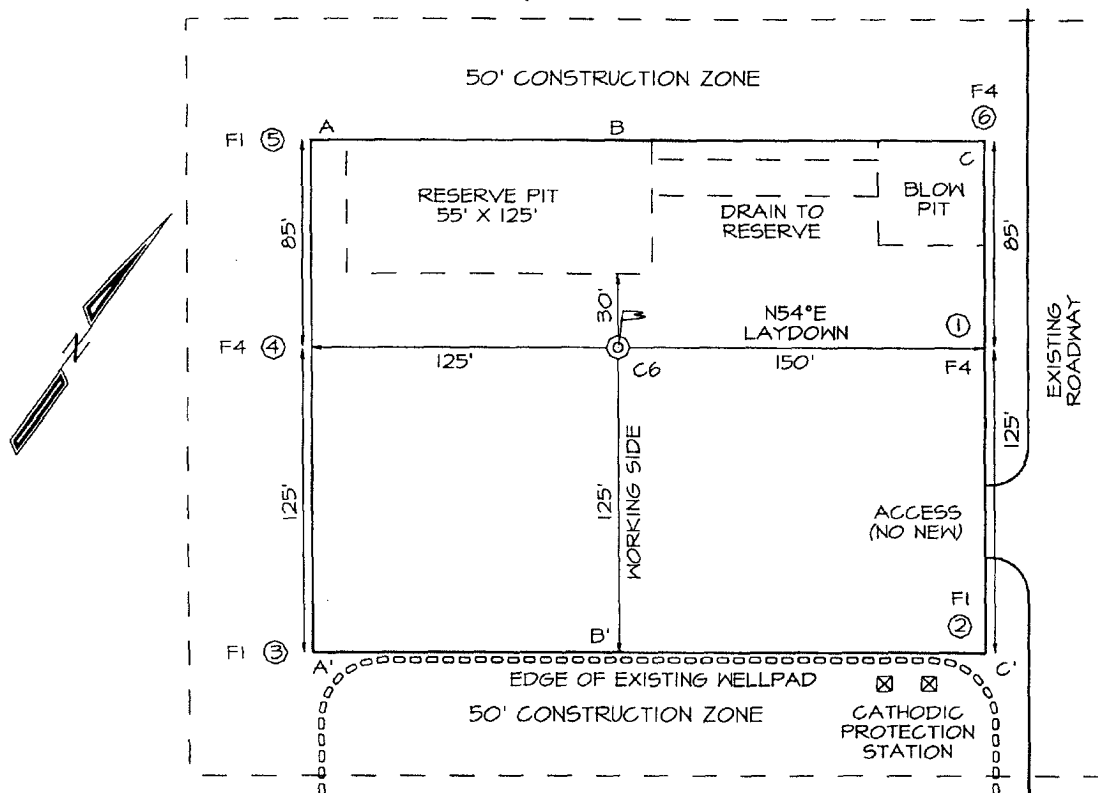 50' CONSTRUCTION ZONE
F4
⑥
F1 ⑤
A
B
C
RESERVE PIT
55' X 125'
BLOW
PIT
DRAIN TO
RESERVE
85'
85'
30'
N
N54°E
LAYDOWN
①
F4 ④
125'
C6
150'
F4
EXISTING
ROADWAY
125'
125'
WORKING SIDE
125'
ACCESS
(NO NEW)
F1
②
F1 ③
A'
B'
C'
EDGE OF EXISTING WELLPAD
50' CONSTRUCTION ZONE
CATHODIC
PROTECTION
STATION